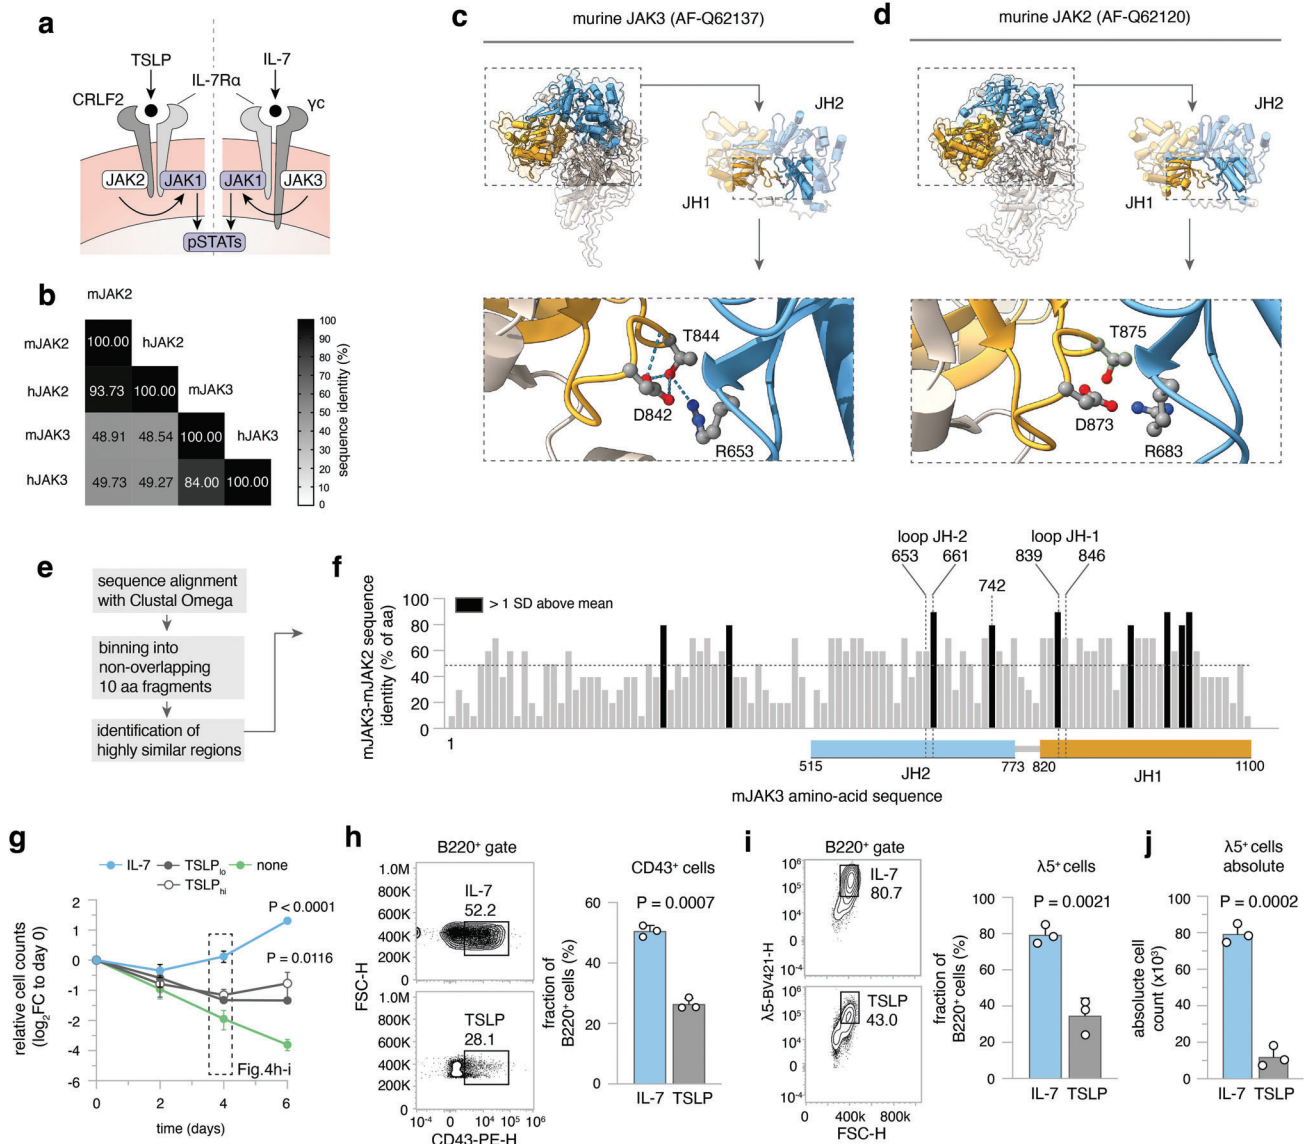 a
TSLP
IL-7
IL-7Rα
CRLF2
γc
JAK2
JAK1
JAK1
JAK3
pSTATs
b
mJAK2
mJAK2
100.00
hJAK2
hJAK2
93.73
100.00
mJAK3
mJAK3
48.91
48.54
100.00
hJAK3
hJAK3
49.73
49.27
84.00
100.00
100
90
80
70
60
50
40
30
20
10
0
sequence identity (%)
c
murine JAK3 (AF-Q62137)
JH2
JH1
T844
D842
R653
d
murine JAK2 (AF-Q62120)
JH2
JH1
T875
D873
R683
e
sequence alignment
with Clustal Omega
binning into
non-overlapping
10 aa fragments
identification of
highly similar regions
f
loop JH-2
653
661
loop JH-1
839
846
742
> 1 SD above mean
mJAK3-mJAK2 sequence
identity (% of aa)
100
80
60
40
20
0
1
515
JH2
773
820
JH1
1100
mJAK3 amino-acid sequence
g
IL-7
TSLPlo
none
TSLPhi
relative cell counts
(log2FC to day 0)
2
1
0
-1
-2
-4
-6
P < 0.0001
P = 0.0116
Fig.4h-i
0
2
4
6
time (days)
h
B220+ gate
1.0M
800K
600K
400K
200K
0
IL-7
52.2
FSC-H
1.0M
800K
600K
400K
200K
0
TSLP
28.1
10-4
0
104
105
106
CD43-PE-H
CD43+ cells
P = 0.0007
fraction of
B220+ cells (%)
60
40
20
0
IL-7
TSLP
i
B220+ gate
106
105
104
0
10-4
IL-7
80.7
λ5-BV421-H
106
105
104
0
10-4
TSLP
43.0
0
400k
800k
FSC-H
λ5+ cells
P = 0.0021
fraction of
B220+ cells (%)
100
80
60
40
20
0
IL-7
TSLP
j
λ5+ cells
absolute
P = 0.0002
absolucte cell
count (x103)
100
80
60
40
20
0
IL-7
TSLP